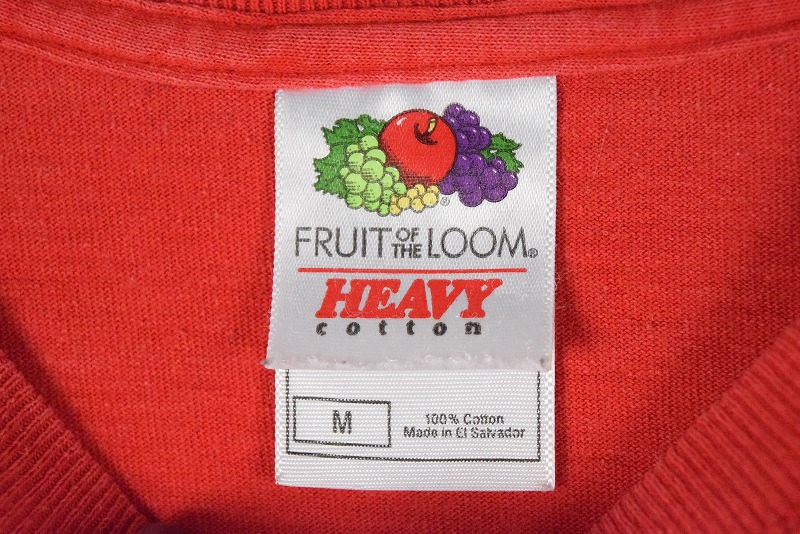 ®
FRUIT OF THE LOOM®
HEAVY
cotton
M
100% Cotton
Made in El Salvador